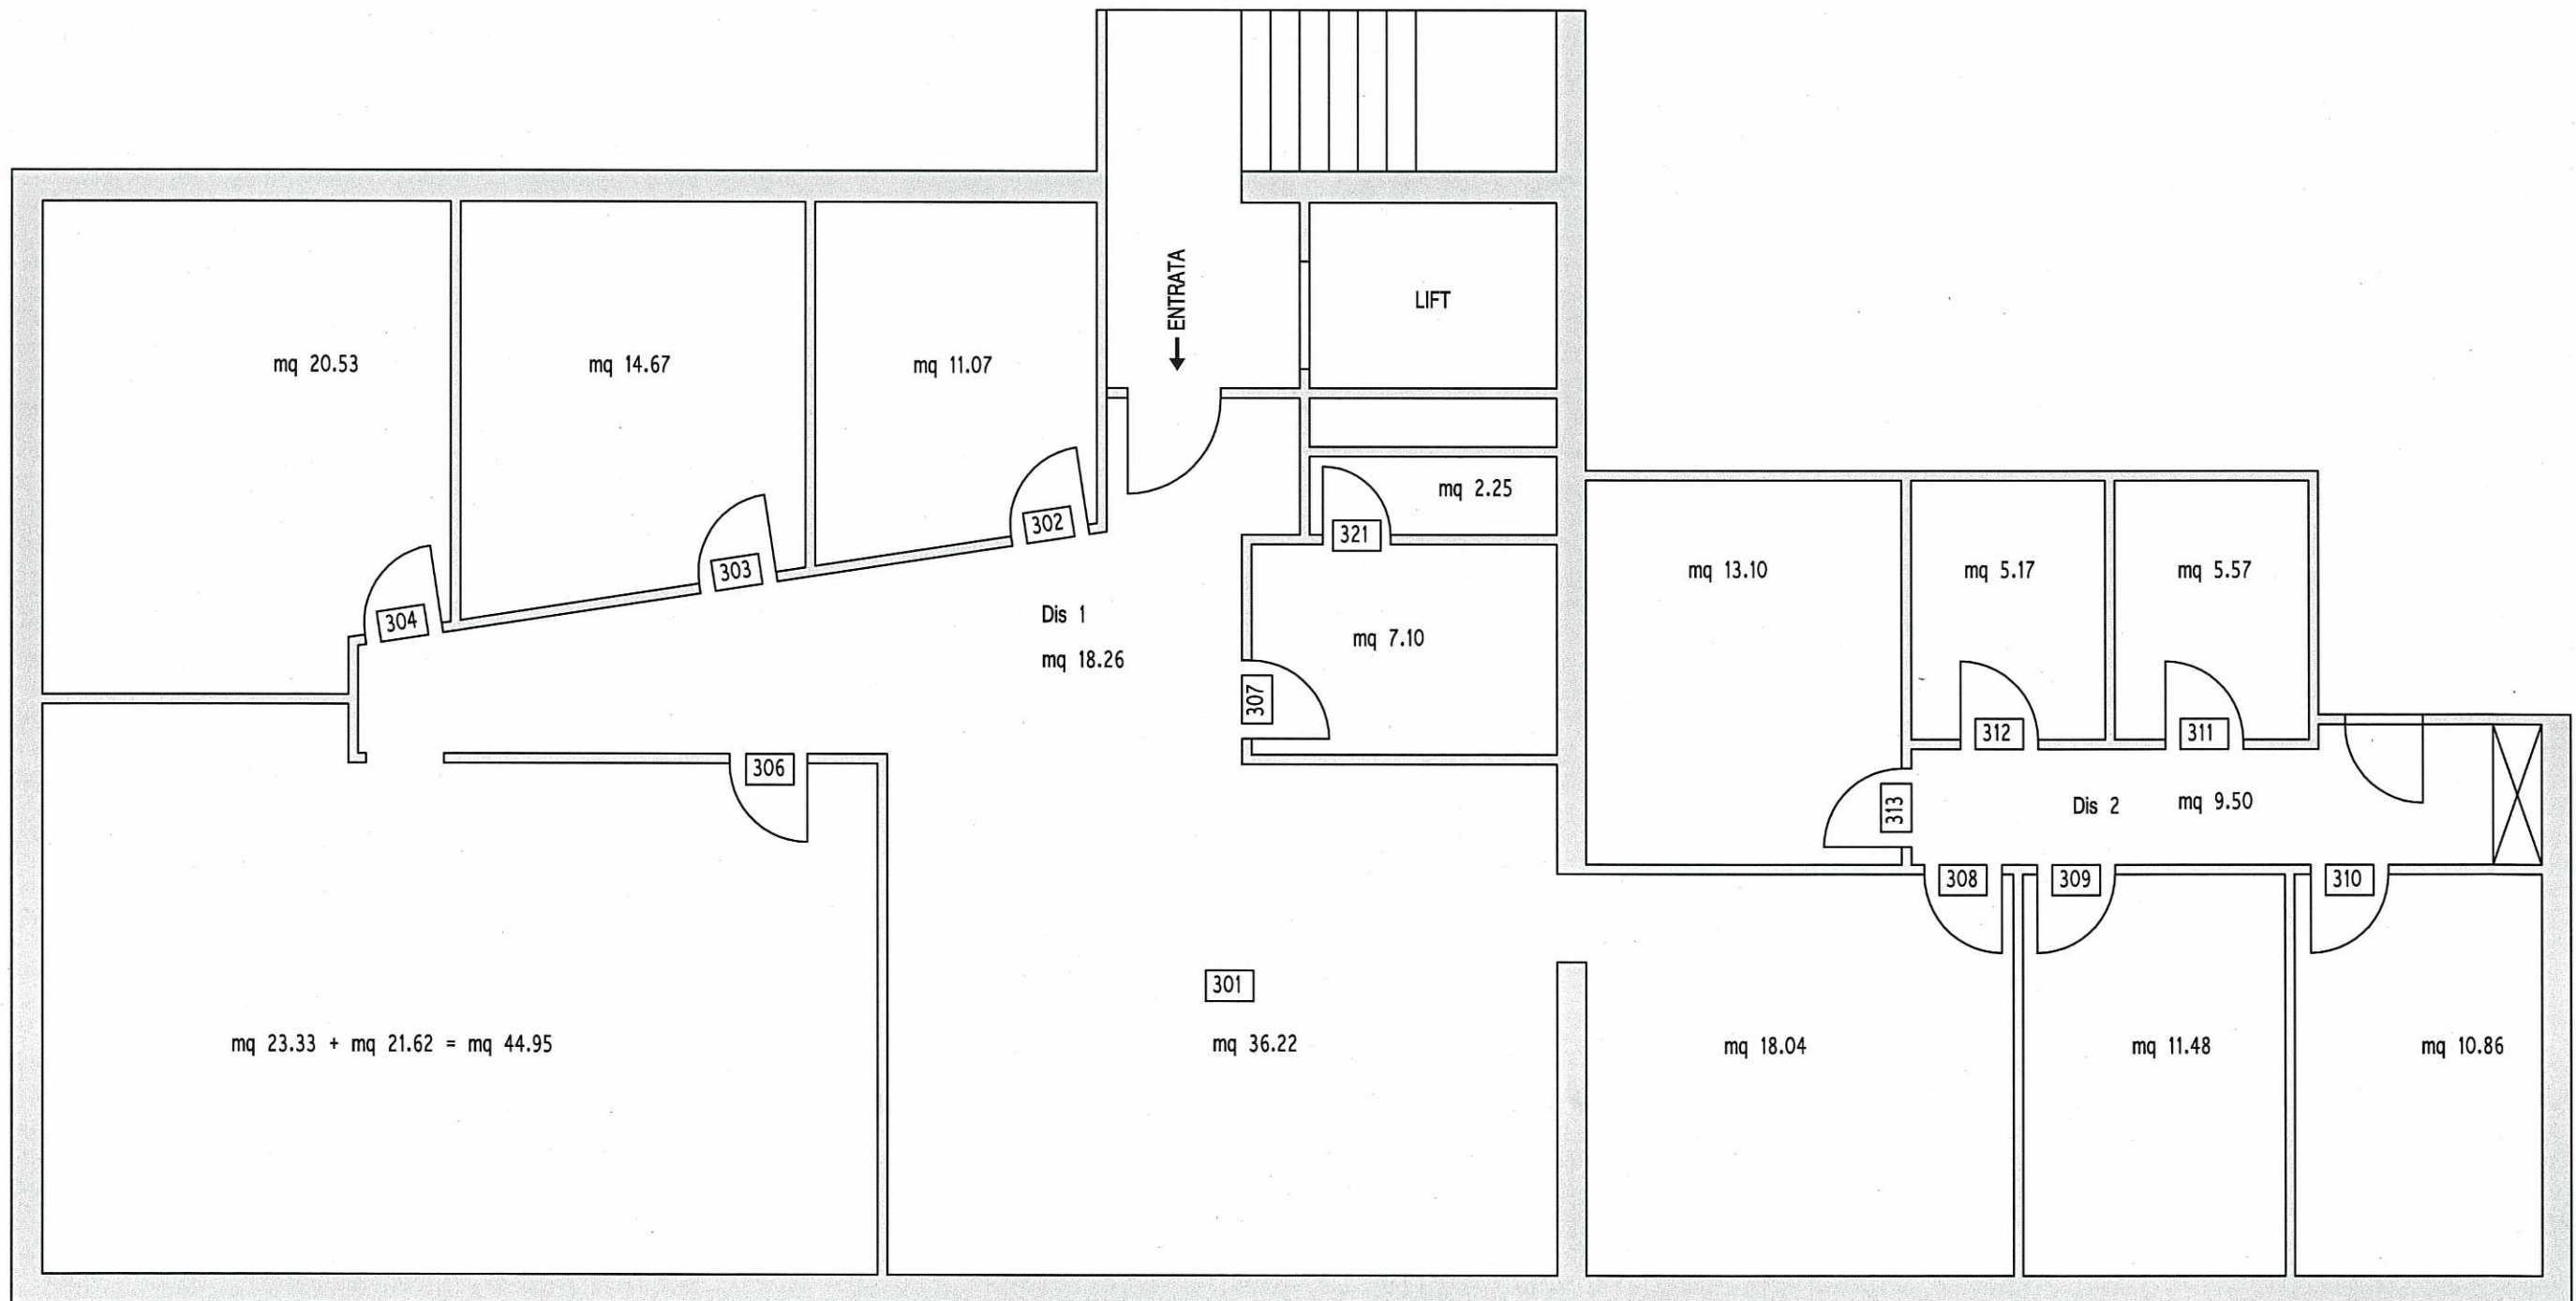 ENTRATA
LIFT
mq 20.53
mq 14.67
mq 11.07
mq 2.25
302
321
303
304
mq 13.10
mq 5.17
mq 5.57
Dis 1
mq 18.26
mq 7.10
307
312
311
306
313
Dis 2
mq 9.50
308
309
310
301
mq 23.33 + mq 21.62 = mq 44.95
mq 36.22
mq 18.04
mq 11.48
mq 10.86